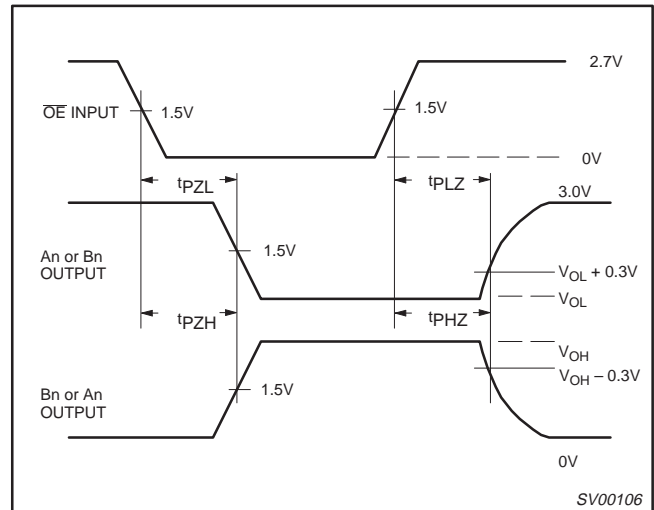 2.7V
OE INPUT
1.5V
1.5V
0V
tPZL
tPLZ
3.0V
An or Bn
OUTPUT
1.5V
VOL + 0.3V
VOL
tPZH
tPHZ
VOH
VOH – 0.3V
Bn or An
OUTPUT
1.5V
0V
SV00106